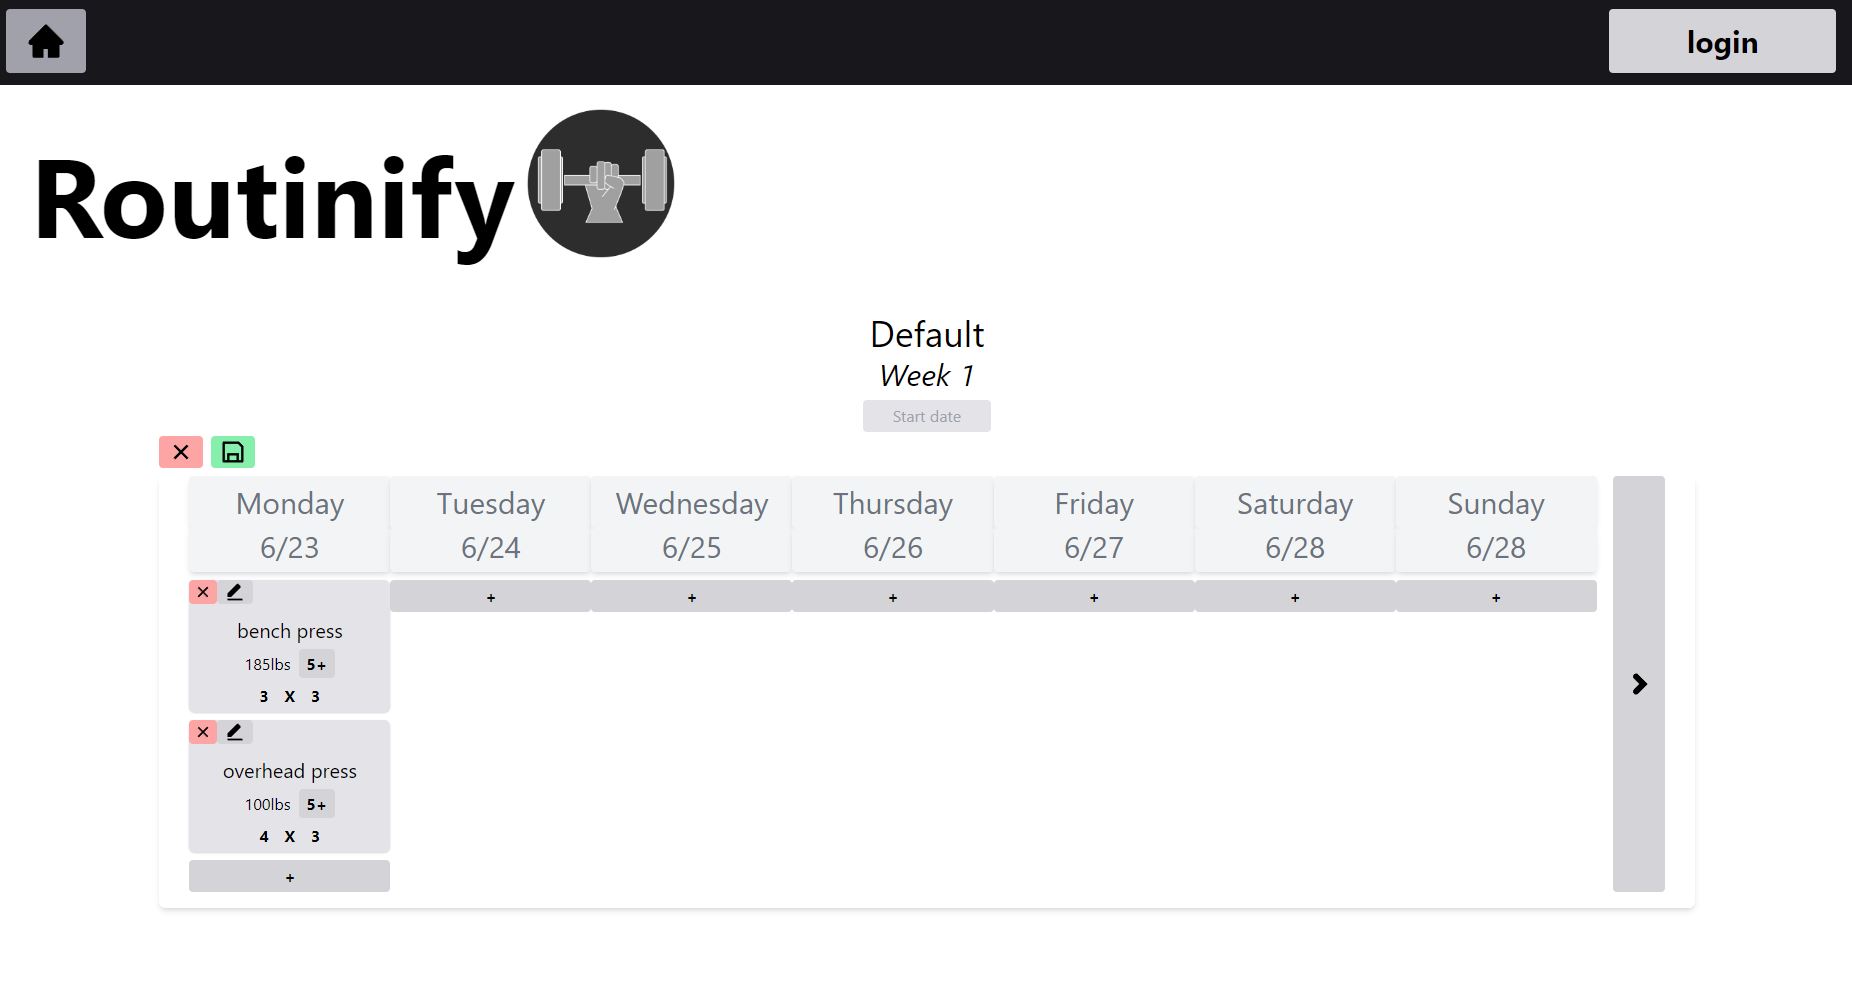 login
Routinify
Default
Week 1
Start date
Monday Tuesday Wednesday Thursday Friday Saturday Sunday
6/23 6/24 6/25 6/26 6/27 6/28 6/28
+ + + + + +
bench press
185lbs 5+
3 X 3
overhead press
100lbs 5+
4 X 3
+